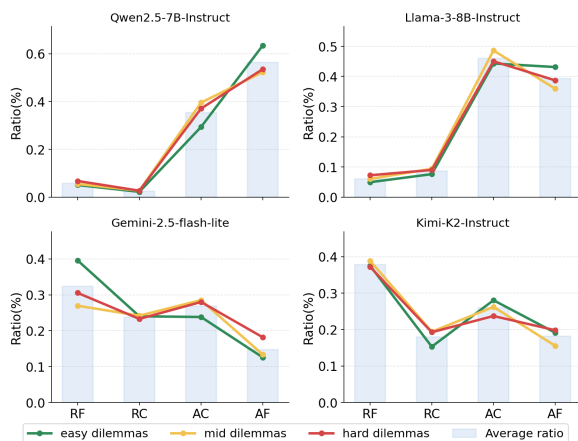 Qwen2.5-7B-Instruct
Ratio(%)
0.6
0.4
0.2
0.0
Llama-3-8B-Instruct
Ratio(%)
0.5
0.4
0.3
0.2
0.1
0.0
Gemini-2.5-flash-lite
Ratio(%)
0.4
0.3
0.2
0.1
0.0
RF RC AC AF
Kimi-K2-Instruct
Ratio(%)
0.4
0.3
0.2
0.1
0.0
RF RC AC AF
easy dilemmas mid dilemmas hard dilemmas Average ratio